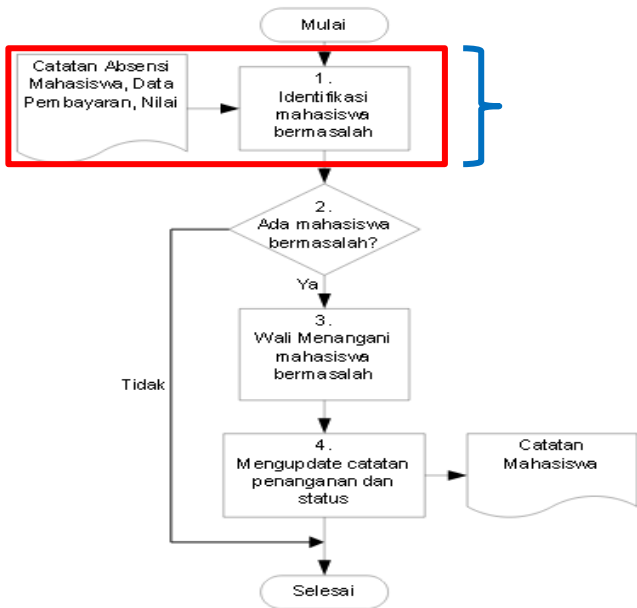 Mulai
Catatan Absensi
Mahasiswa, Data
Pembayaran, Nilai
1.
Identifikasi
mahasiswa
bermasalah
2.
Ada mahasiswa
bermasalah?
Ya
3.
Wali Menangani
mahasiswa
bermasalah
Tidak
4.
Mengupdate catatan
penanganan dan
status
Catatan
Mahasiswa
Selesai